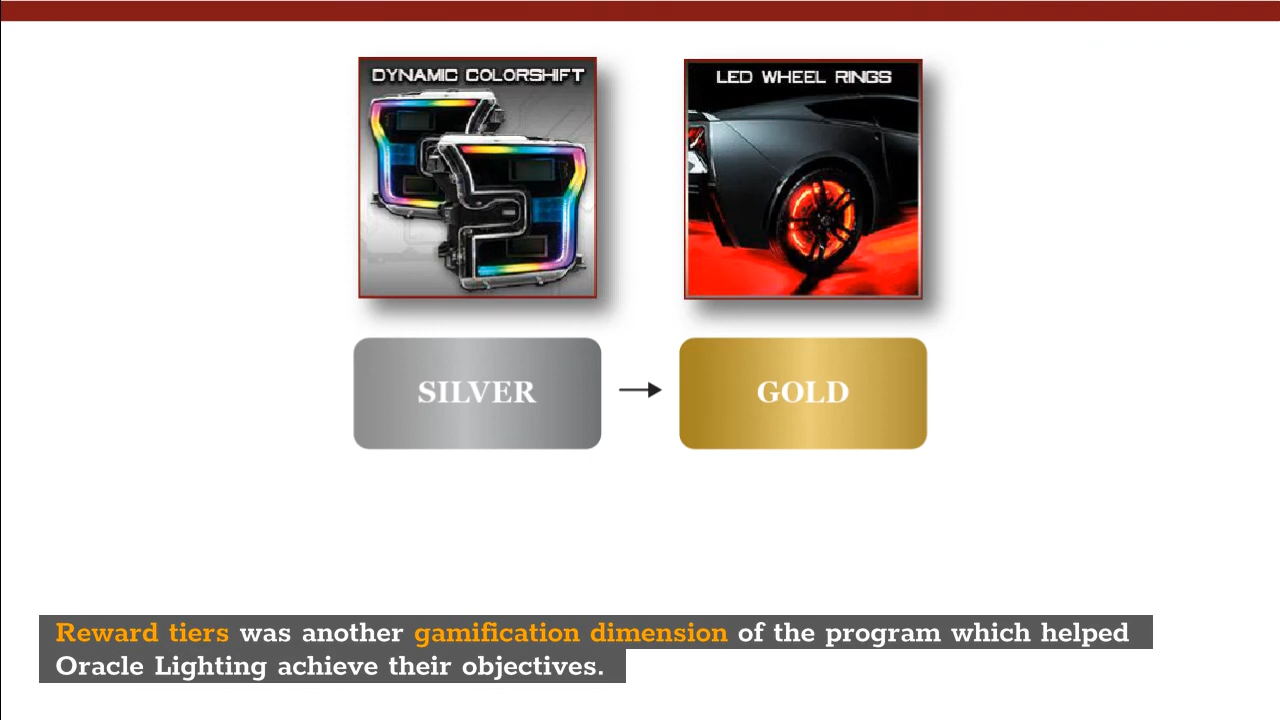 DYNAMIC COLORSHIFT
LED WHEEL RINGS
SILVER
GOLD
Reward tiers was another gamification dimension of the program which helped
Oracle Lighting achieve their objectives.